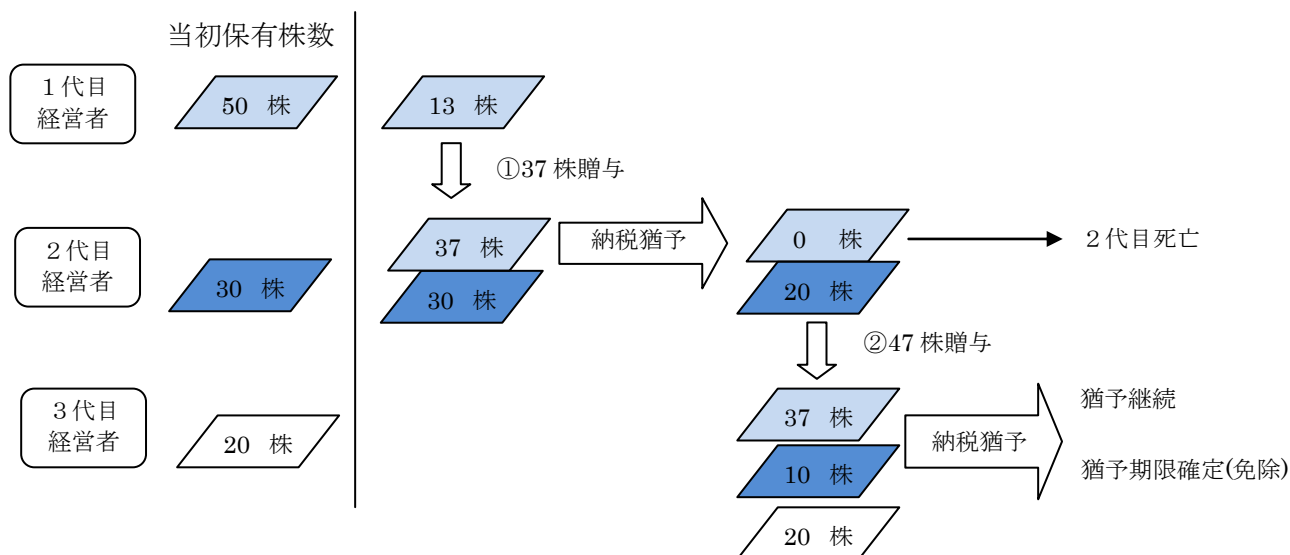 当初保有株数
１代目
経営者
50 株
13 株
①37 株贈与
２代目
経営者
30 株
37 株
30 株
納税猶予
0 株
20 株
２代目死亡
②47 株贈与
３代目
経営者
20 株
37 株
10 株
20 株
納税猶予
猶予継続
猶予期限確定(免除)